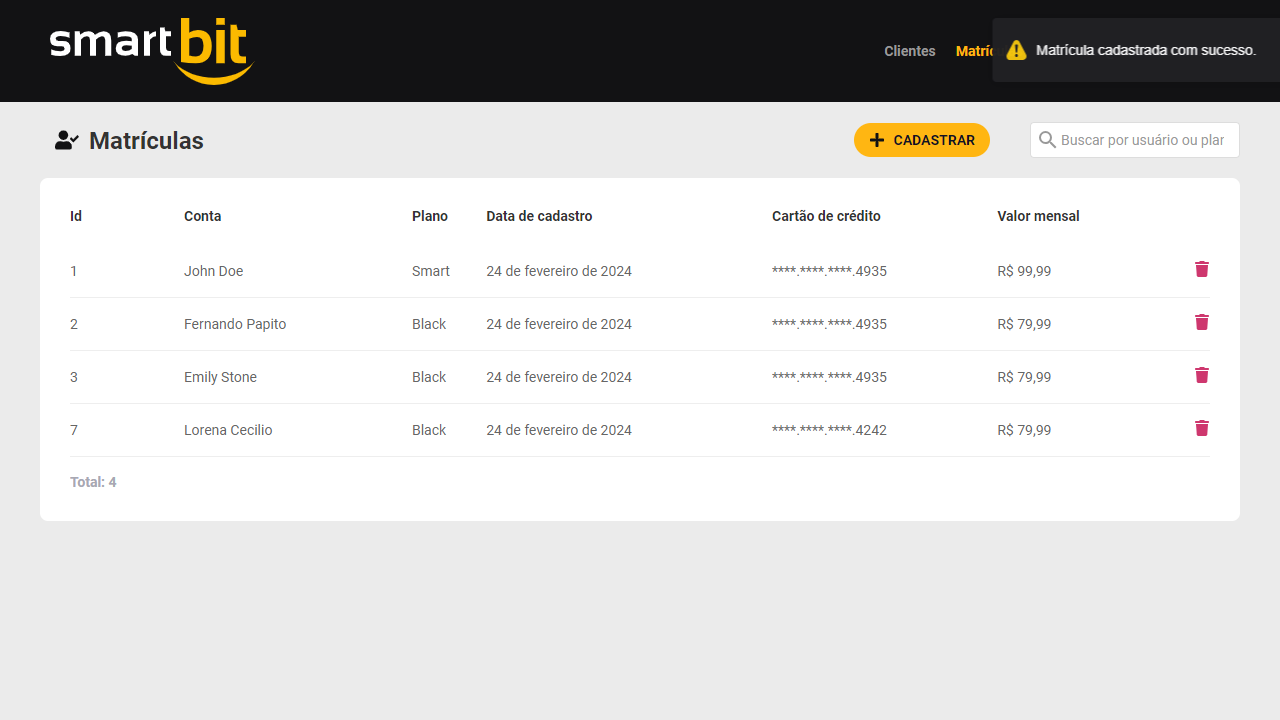 smartbit
Clientes
Matrícula cadastrada com sucesso.
Matrículas
CADASTRAR
Buscar por usuário ou plan
Id Conta Plano Data de cadastro Cartão de crédito Valor mensal
1 John Doe Smart 24 de fevereiro de 2024 ****.****.****.4935 R$ 99,99
2 Fernando Papito Black 24 de fevereiro de 2024 ****.****.****.4935 R$ 79,99
3 Emily Stone Black 24 de fevereiro de 2024 ****.****.****.4935 R$ 79,99
7 Lorena Cecilio Black 24 de fevereiro de 2024 ****.****.****.4242 R$ 79,99
Total: 4